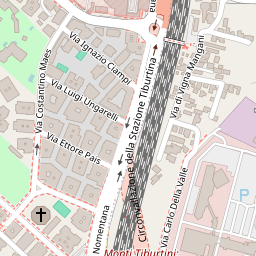 Via Ignazio Ciampi
Via Costantino Maes
Via Luigi Ungarelli
Via Ettore Pais
Circonvallazione della Stazione Tiburtina
Via di Vigna Mangani
Via Carlo Della Valle
P
Nomentana
Monti Tiburtini